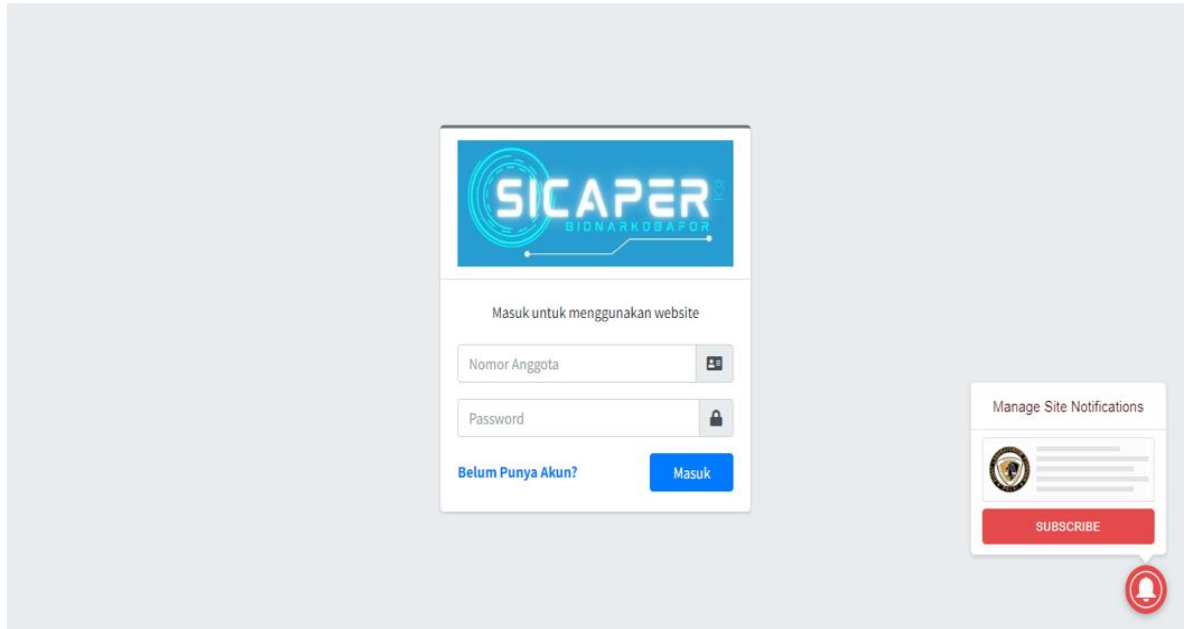 SICAPER
BIONARKOBAFOR
Masuk untuk menggunakan website
Nomor Anggota
Password
Belum Punya Akun?
Masuk
Manage Site Notifications
SUBSCRIBE